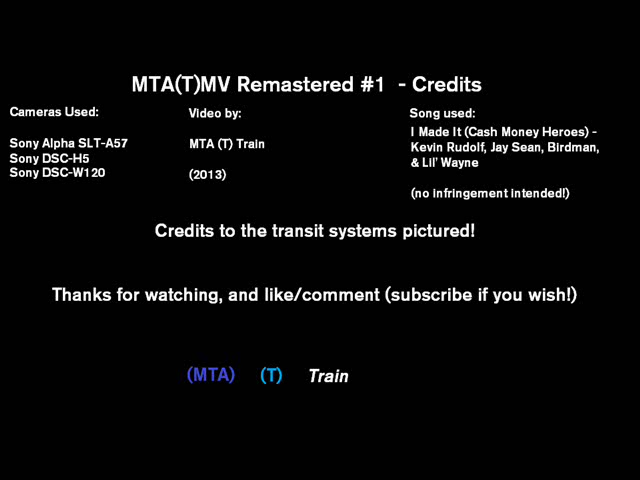 MTA(T)MV Remastered #1 - Credits
Cameras Used:
Sony Alpha SLT-A57
Sony DSC-H5
Sony DSC-W120
Video by:
MTA (T) Train
(2013)
Song used:
I Made It (Cash Money Heroes) -
Kevin Rudolf, Jay Sean, Birdman,
& Lil' Wayne
(no infringement intended!)
Credits to the transit systems pictured!
Thanks for watching, and like/comment (subscribe if you wish!)
(MTA) (T) Train